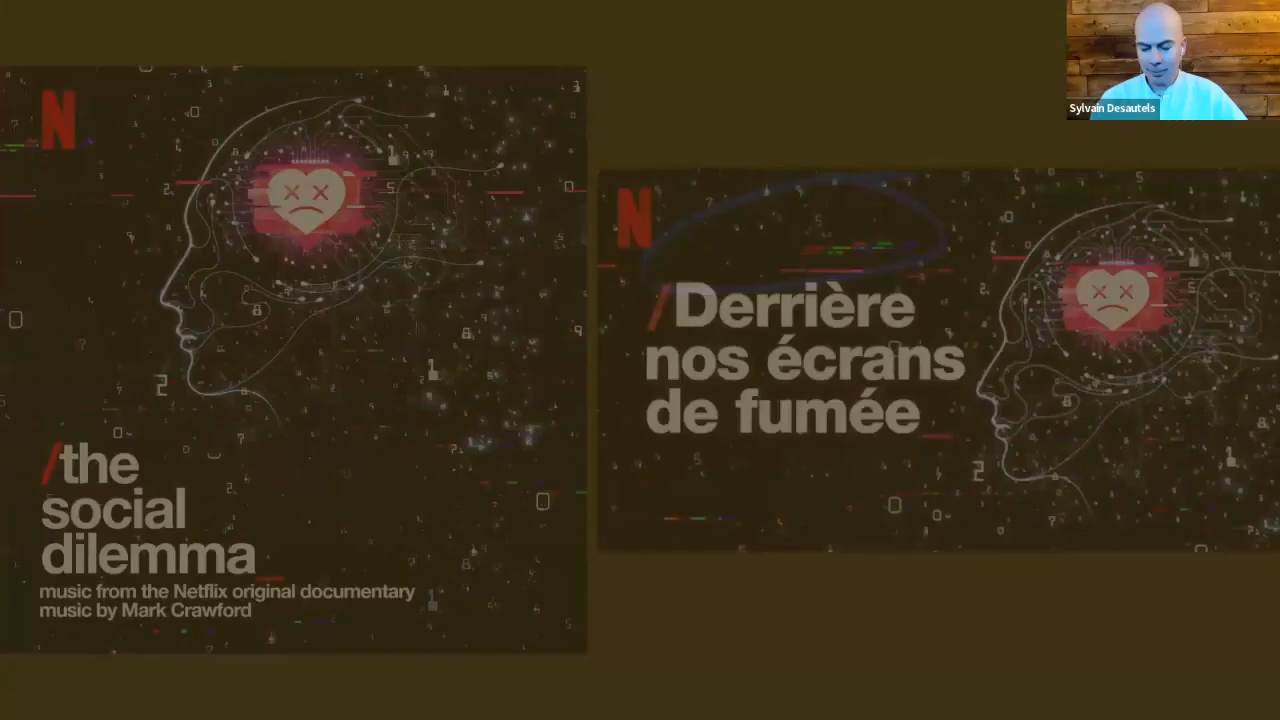 Sylvain Desautels
N
/the
social
dilemma
music from the Netflix original documentary
music by Mark Crawford
N
/Derrière
nos écrans
de fumée